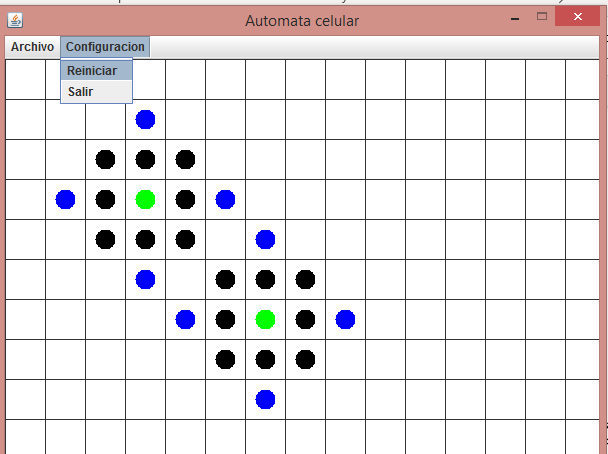 Automata celular
Archivo Configuracion
Reiniciar
Salir